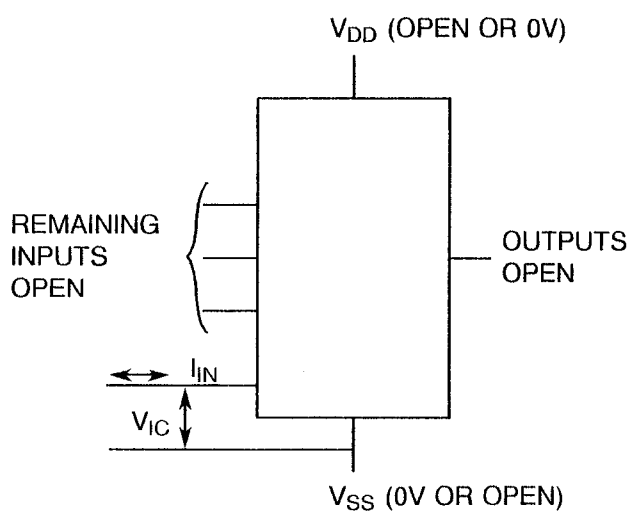 V_DD (OPEN OR 0V)
REMAINING
INPUTS
OPEN
OUTPUTS
OPEN
I_IN
V_IC
V_SS (0V OR OPEN)